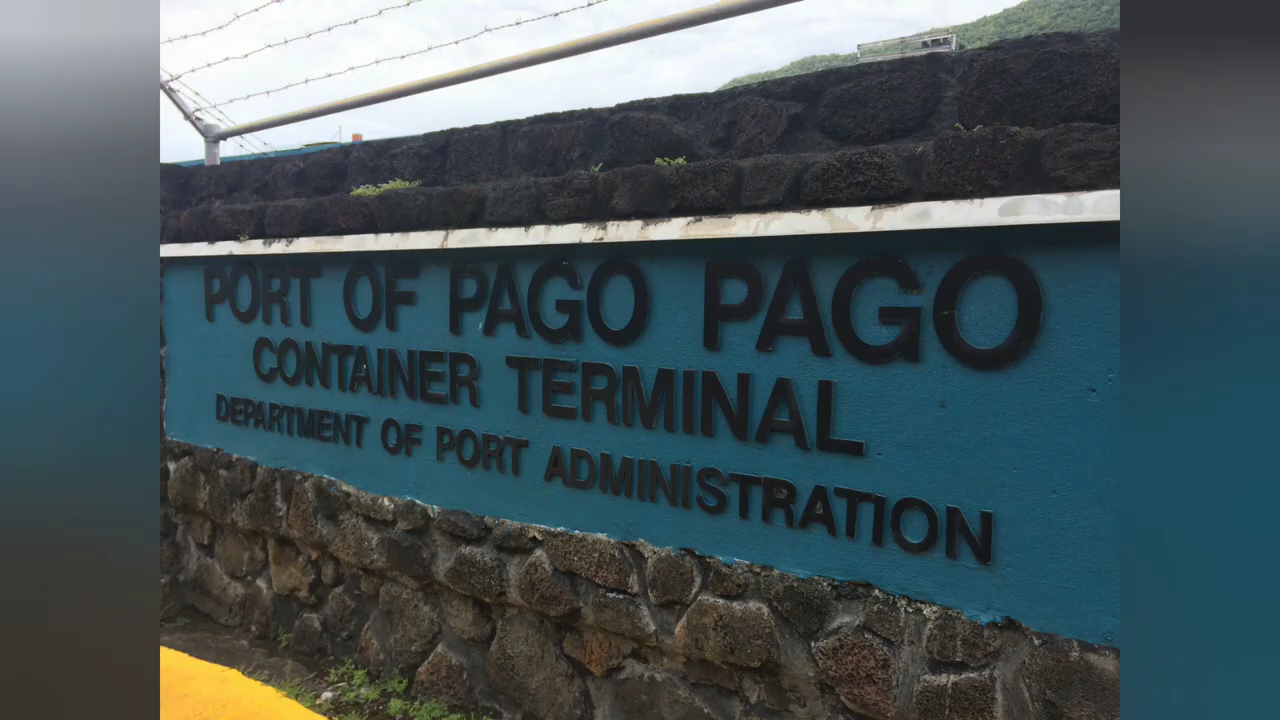 PORT OF PAGO PAGO
CONTAINER TERMINAL
DEPARTMENT OF PORT ADMINISTRATION